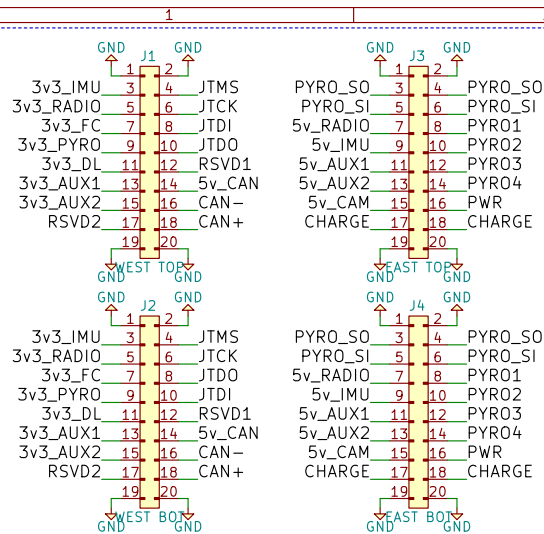 1
GND GND GND GND
J1 J3
1 2 1 2
3v3_IMU 3 4 JTMS PYRO_SO 3 4 PYRO_SO
3v3_RADIO 5 6 JTCK PYRO_SI 5 6 PYRO_SI
3v3_FC 7 8 JTDI 5v_RADIO 7 8 PYRO1
3v3_PYRO 9 10 JTDO 5v_IMU 9 10 PYRO2
3v3_DL 11 12 RSVD1 5v_AUX1 11 12 PYRO3
3v3_AUX1 13 14 5v_CAN 5v_AUX2 13 14 PYRO4
3v3_AUX2 15 16 CAN- 5v_CAM 15 16 PWR
RSVD2 17 18 CAN+ CHARGE 17 18 CHARGE
19 20 19 20
WEST TOP EAST TOP
GND GND GND GND
GND GND GND GND
J2 J4
1 2 1 2
3v3_IMU 3 4 JTMS PYRO_SO 3 4 PYRO_SO
3v3_RADIO 5 6 JTCK PYRO_SI 5 6 PYRO_SI
3v3_FC 7 8 JTDO 5v_RADIO 7 8 PYRO1
3v3_PYRO 9 10 JTDI 5v_IMU 9 10 PYRO2
3v3_DL 11 12 RSVD1 5v_AUX1 11 12 PYRO3
3v3_AUX1 13 14 5v_CAN 5v_AUX2 13 14 PYRO4
3v3_AUX2 15 16 CAN- 5v_CAM 15 16 PWR
RSVD2 17 18 CAN+ CHARGE 17 18 CHARGE
19 20 19 20
WEST BOT EAST BOT
GND GND GND GND